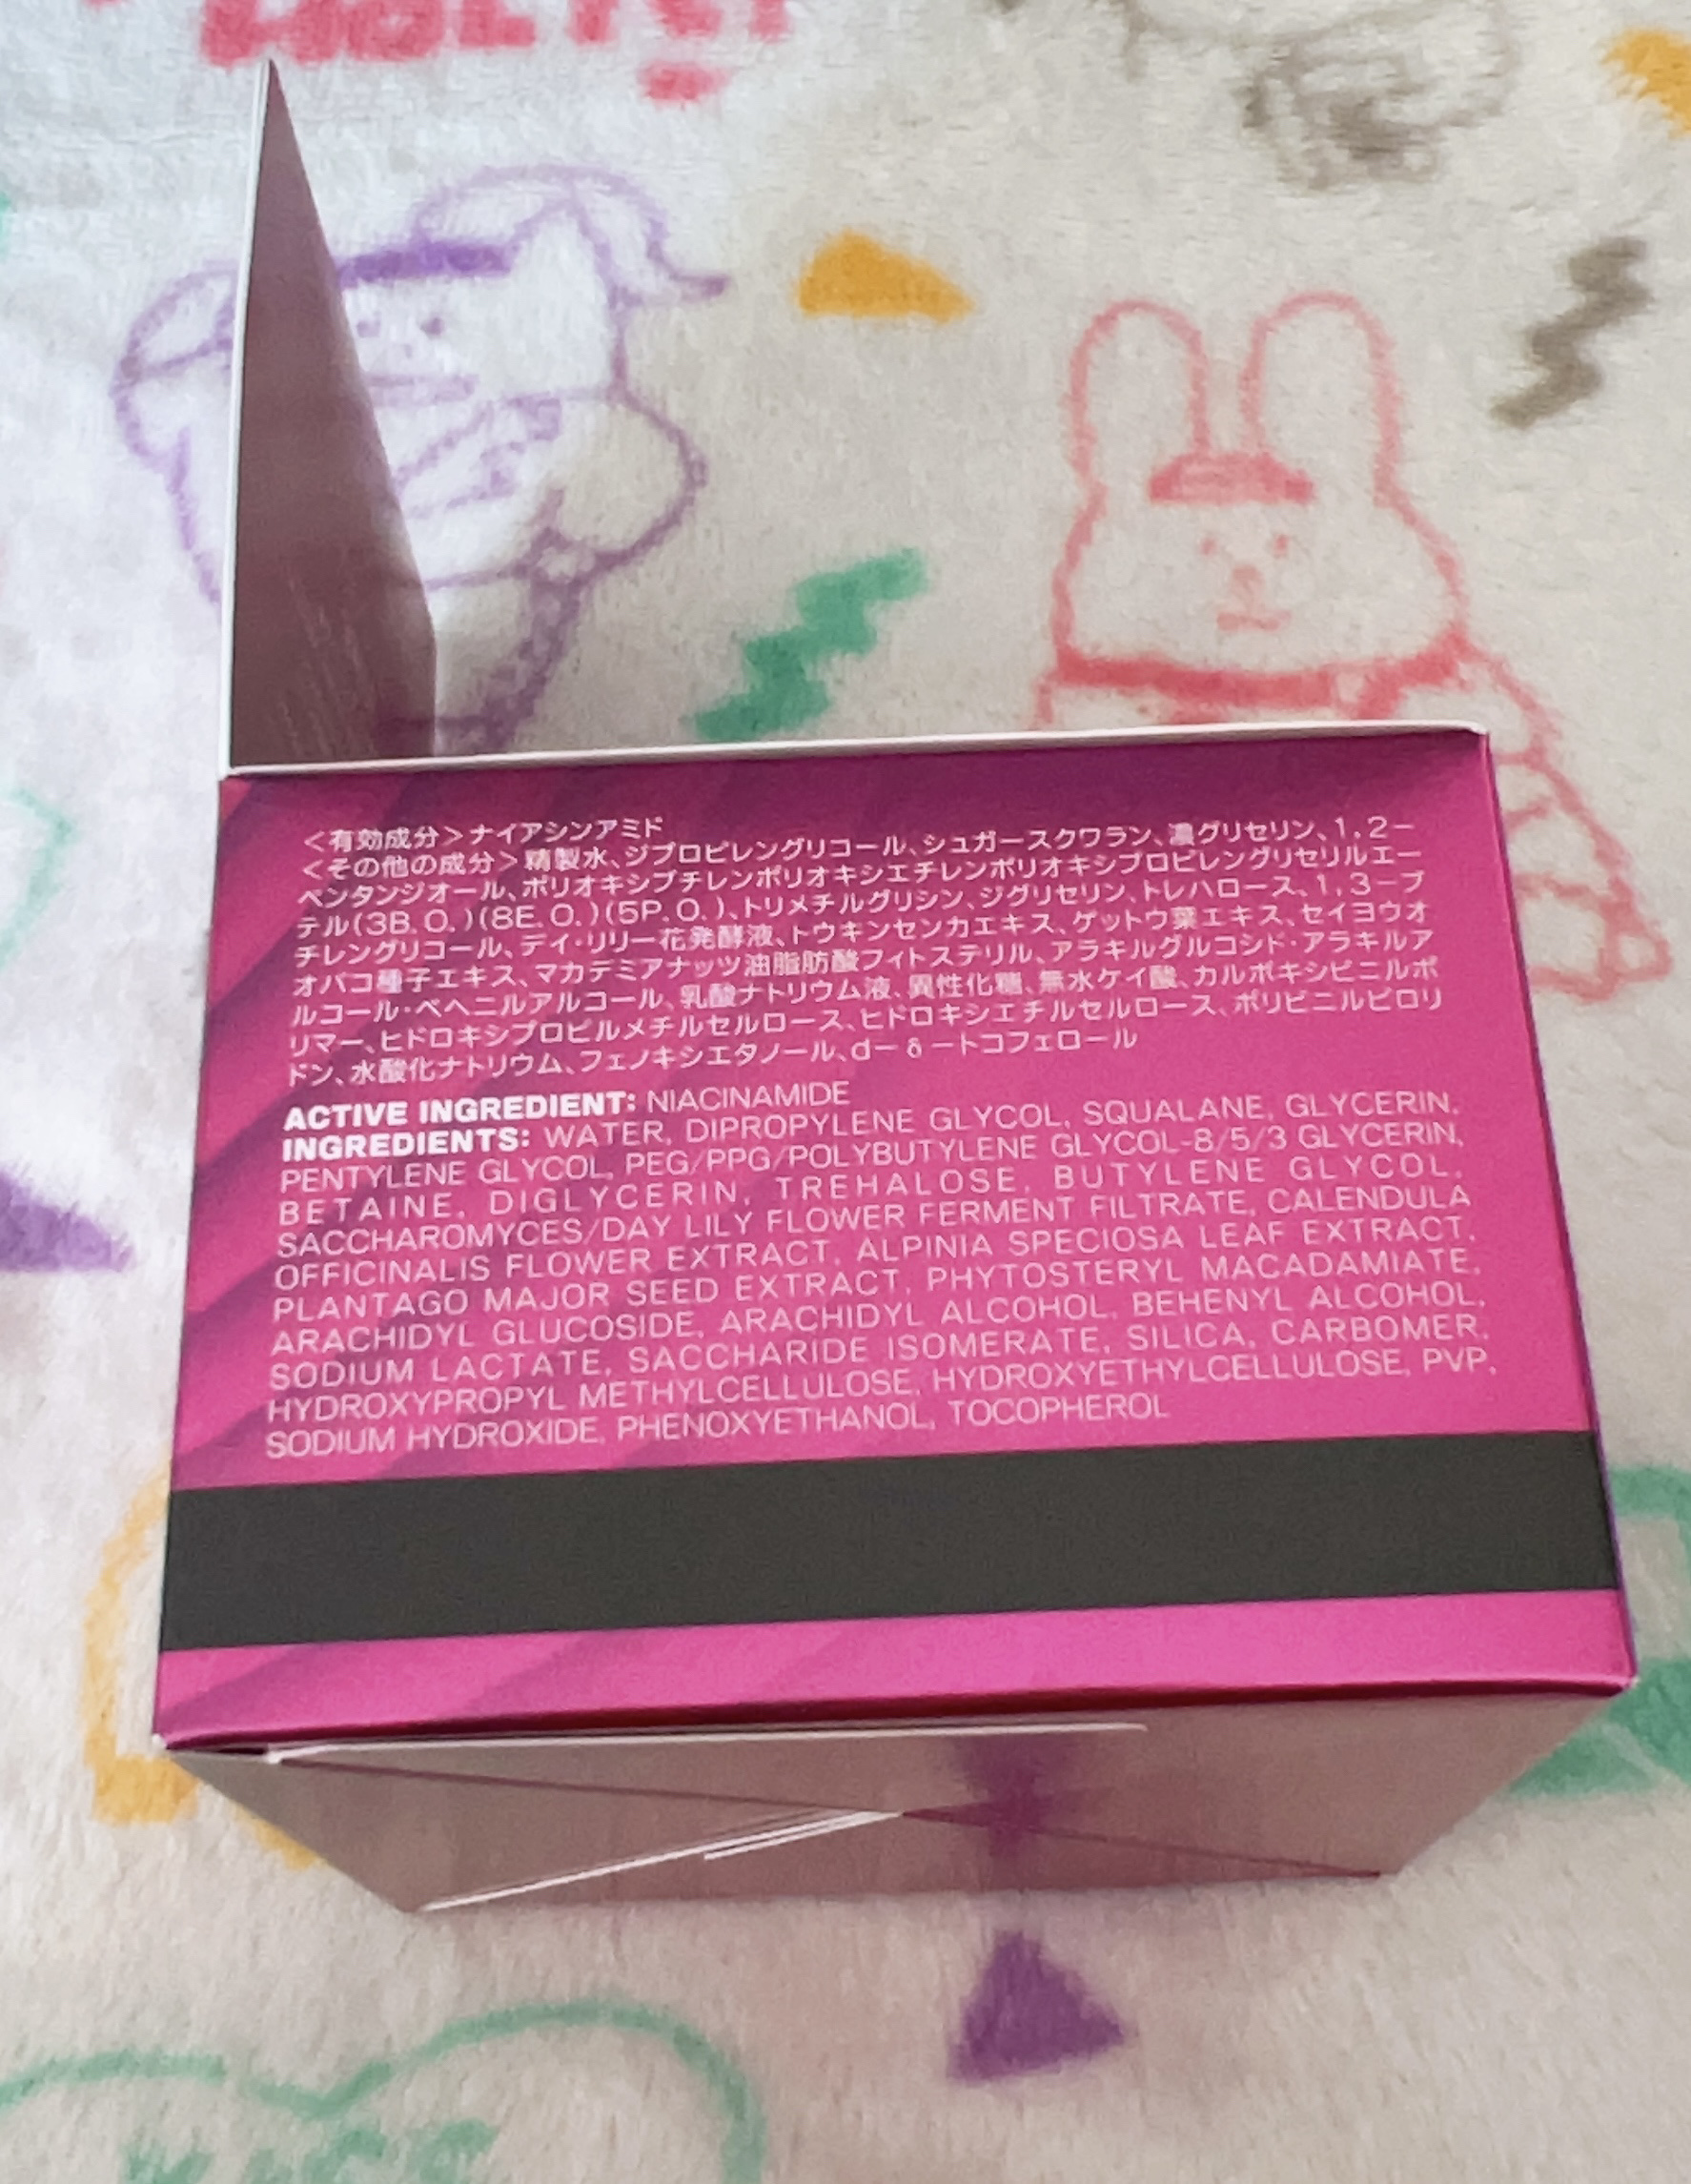 <有効成分>ナイアシンアミド
<その他の成分>精製水、ジプロピレングリコール、シュガースクワラン、濃グリセリン、1,2ー
ペンタンジオール、ポリオキシブチレンポリオキシエチレンポリオキシプロピレングリセリルエー
テル(3B.O.)(8E.O.)(5P.O.)、トリメチルグリシン、ジグリセリン、トレハロース、1,3ーブ
チレングリコール、デイ・リリー花発酵液、トウキンセンカエキス、ゲットウ葉エキス、セイヨウオ
オバコ種子エキス、マカデミアナッツ油脂肪酸フィトステリル、アラキルグルコシド・アラキルア
ルコール・ベヘニルアルコール、乳酸ナトリウム液、異性化糖、無水ケイ酸、カルボキシビニルポ
リマー、ヒドロキシプロピルメチルセルロース、ヒドロキシエチルセルロース、ポリビニルピロリ
ドン、水酸化ナトリウム、フェノキシエタノール、dーδートコフェロール
ACTIVE INGREDIENT: NIACINAMIDE
INGREDIENTS: WATER, DIPROPYLENE GLYCOL, SQUALANE, GLYCERIN,
PENTYLENE GLYCOL, PEG/PPG/POLYBUTYLENE GLYCOL-8/5/3 GLYCERIN,
BETAINE, DIGLYCERIN, TREHALOSE, BUTYLENE GLYCOL,
SACCHAROMYCES/DAY LILY FLOWER FERMENT FILTRATE, CALENDULA
OFFICINALIS FLOWER EXTRACT, ALPINIA SPECIOSA LEAF EXTRACT,
PLANTAGO MAJOR SEED EXTRACT, PHYTOSTERYL MACADAMIATE,
ARACHIDYL GLUCOSIDE, ARACHIDYL ALCOHOL, BEHENYL ALCOHOL,
SODIUM LACTATE, SACCHARIDE ISOMERATE, SILICA, CARBOMER,
HYDROXYPROPYL METHYLCELLULOSE, HYDROXYETHYLCELLULOSE, PVP,
SODIUM HYDROXIDE, PHENOXYETHANOL, TOCOPHEROL